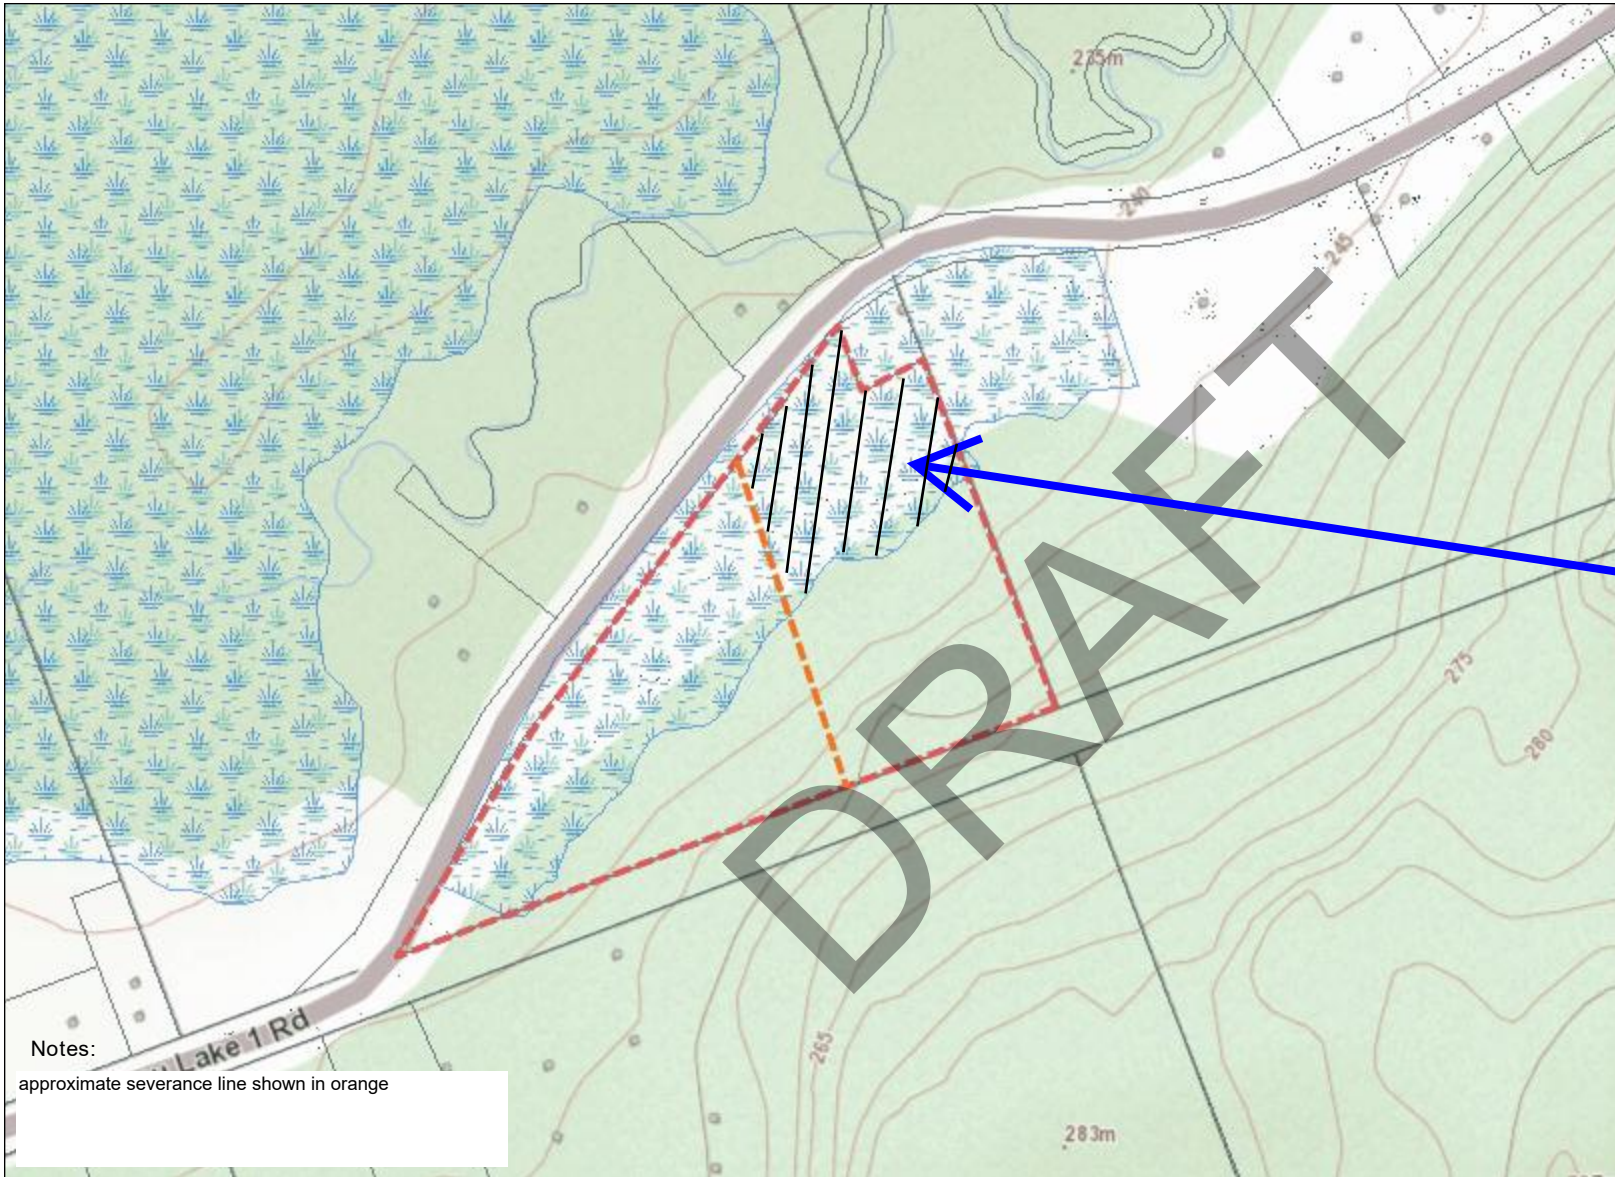 235m
240
245
DRAFT
275
280
Lake 1 Rd
Notes:
approximate severance line shown in orange
265
283m